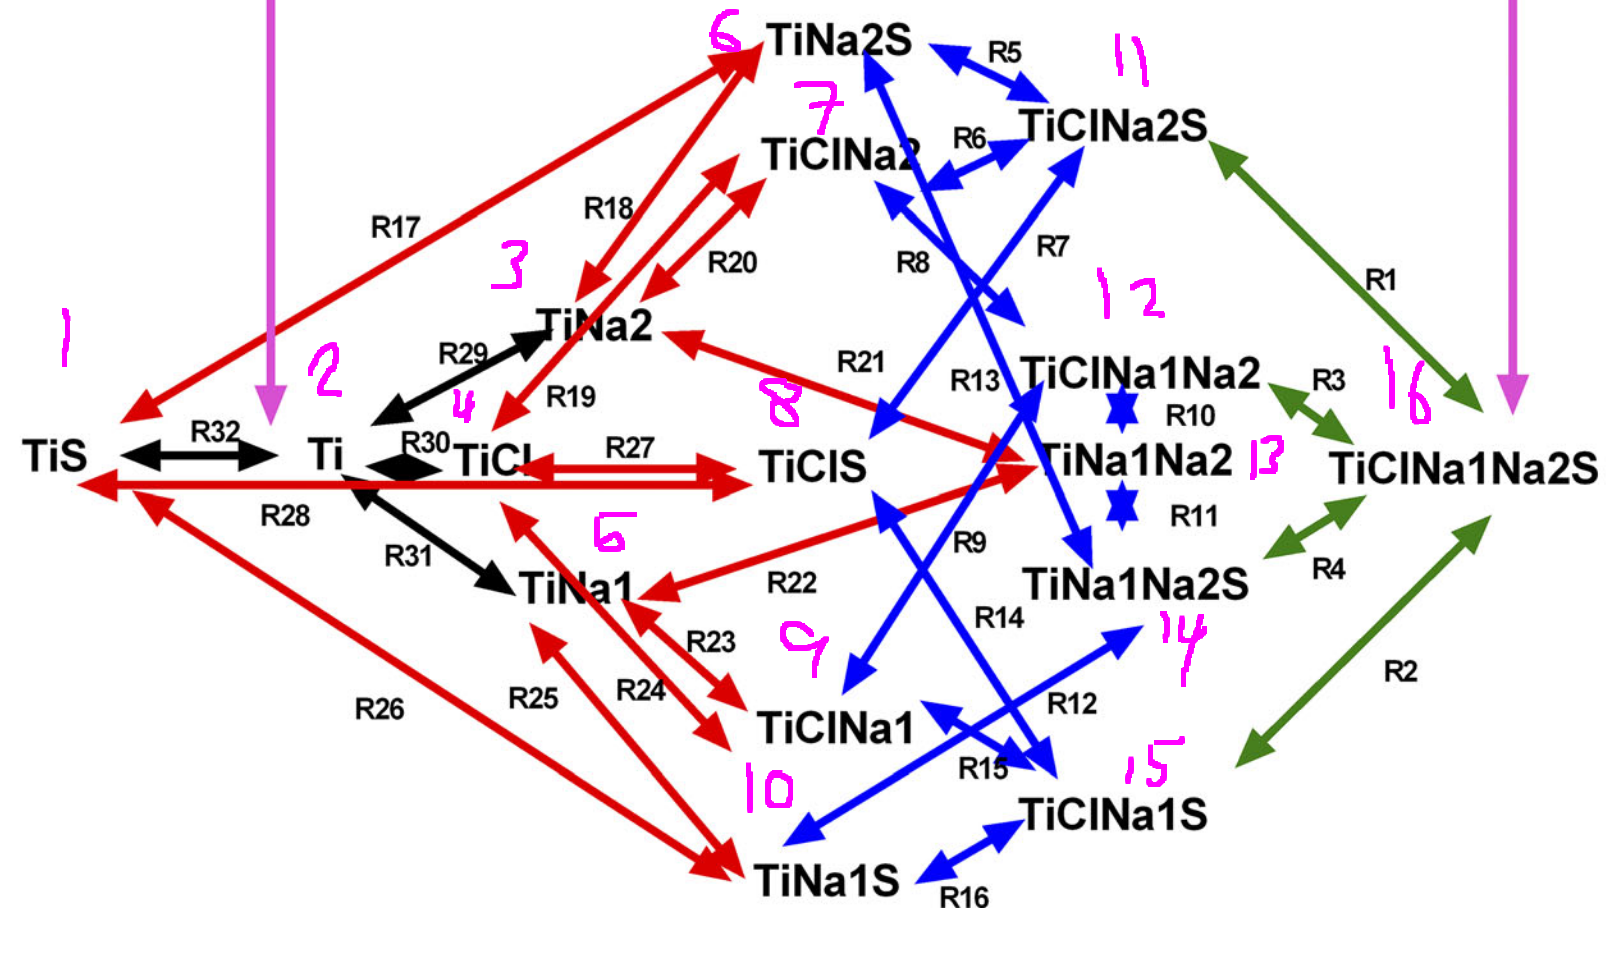 6
TiNa2S
R5
11
7
TiClNa2S
R6
TiClNa2
R17
R18
3
R20
R8
R7
R1
12
1
2
TiNa2
R29
R21
R13
TiClNa1Na2
R3
16
4
R19
8
R10
R32
R30
TiS
Ti
TiCl
R27
TiClS
TiNa1Na2
13
TiClNa1Na2S
R28
5
R11
R31
R9
R4
TiNa1
R22
TiNa1Na2S
R23
9
R14
14
R26
R25
R24
R12
R2
TiClNa1
15
10
R15
TiClNa1S
TiNa1S
R16